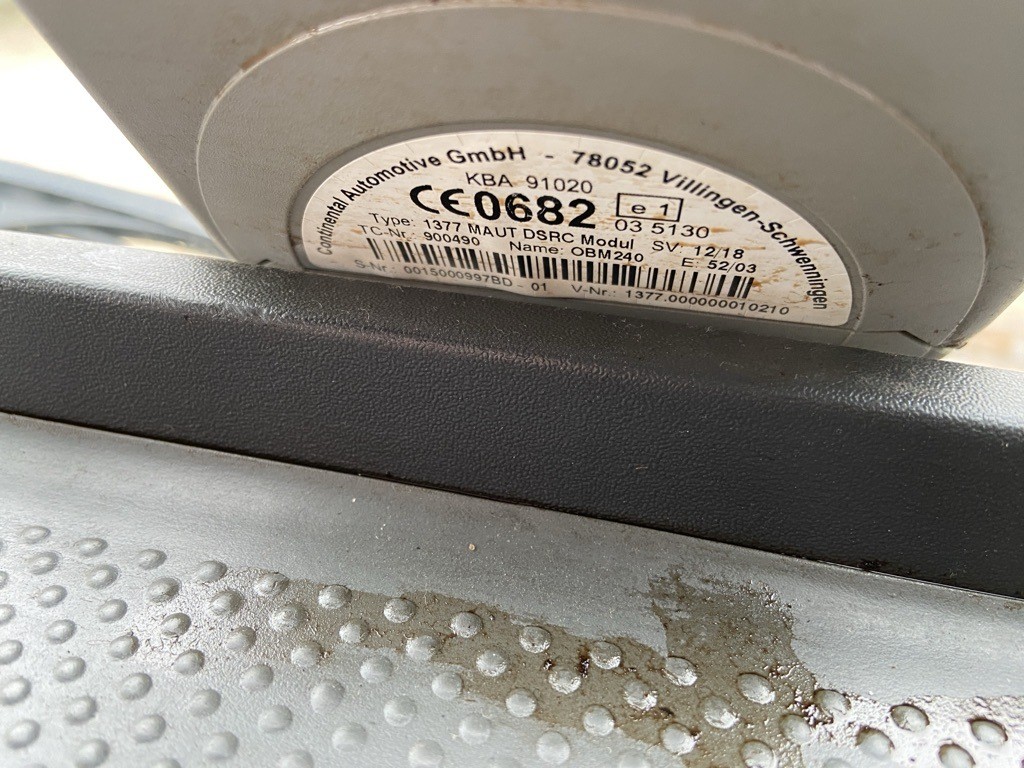 Continental Automotive GmbH - 78052 Villingen-Schwenningen
KBA 91020
CE0682 e 1
03 5130
Type: 1377 MAUT DSRC Modul SV: 12/18
TC-Nr.: 900490 Name: OBM240 E: 52/03
S-Nr.: 0015000997BD - 01 V-Nr.: 1377.000000010210